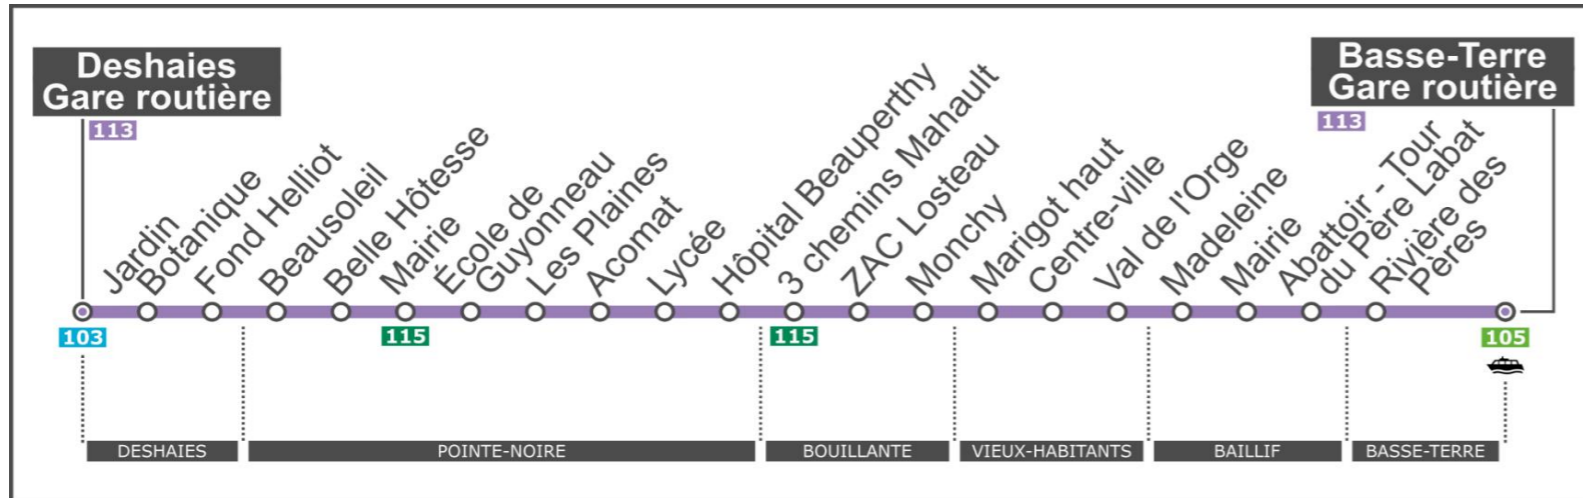 Deshaies
Gare routière
113
Basse-Terre
Gare routière
113
Jardin
Botanique
Fond Helliot
Beausoleil
Belle Hôtesse
Mairie
École de
Guyonneau
Les Plaines
Acomat
Lycée
Hôpital Beauperthy
3 chemins Mahault
ZAC Losteau
Monchy
Marigot haut
Centre-ville
Val de l'Orge
Madeleine
Mairie
Abattoir - Tour
du Père Labat
Rivière des
Pères
103
115
115
105
DESHAIES
POINTE-NOIRE
BOUILLANTE
VIEUX-HABITANTS
BAILLIF
BASSE-TERRE